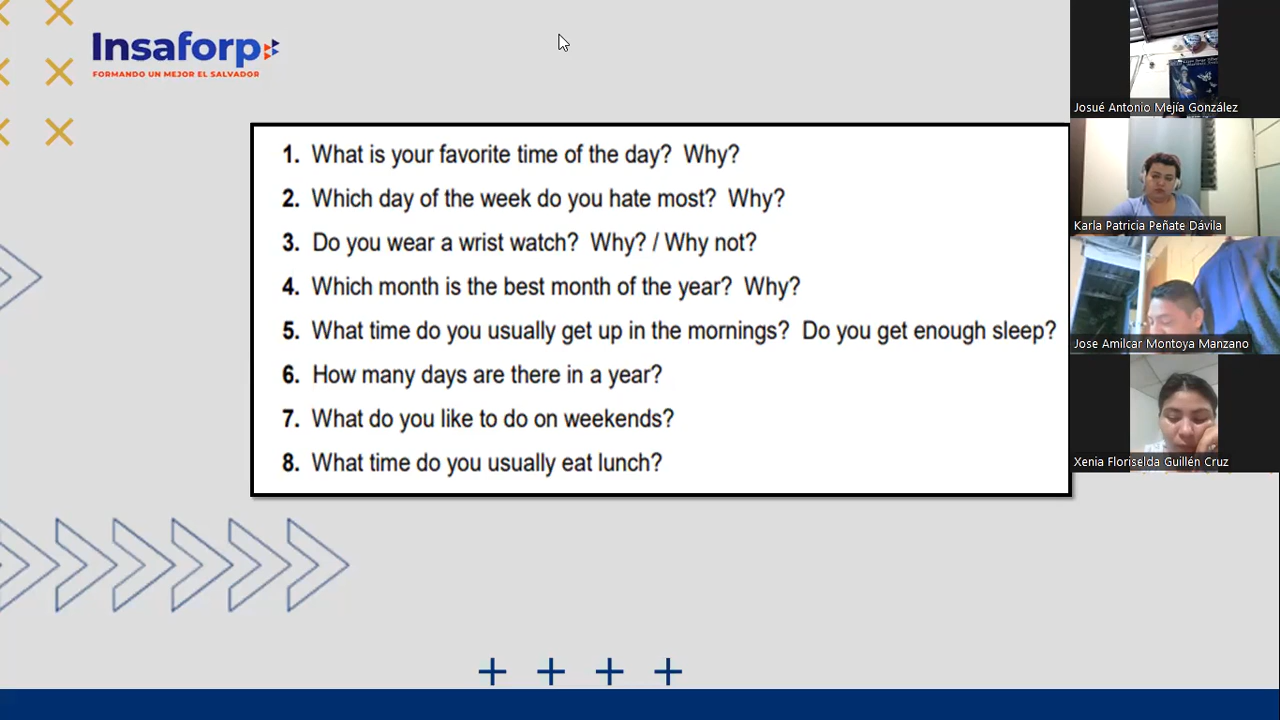 Insaforp
FORMANDO UN MEJOR EL SALVADOR
1. What is your favorite time of the day? Why?
2. Which day of the week do you hate most? Why?
3. Do you wear a wrist watch? Why? / Why not?
4. Which month is the best month of the year? Why?
5. What time do you usually get up in the mornings? Do you get enough sleep?
6. How many days are there in a year?
7. What do you like to do on weekends?
8. What time do you usually eat lunch?
Josué Antonio Mejía González
Karla Patricia Peñate Dávila
Jose Amilcar Montoya Manzano
Xenia Floriselda Guillén Cruz